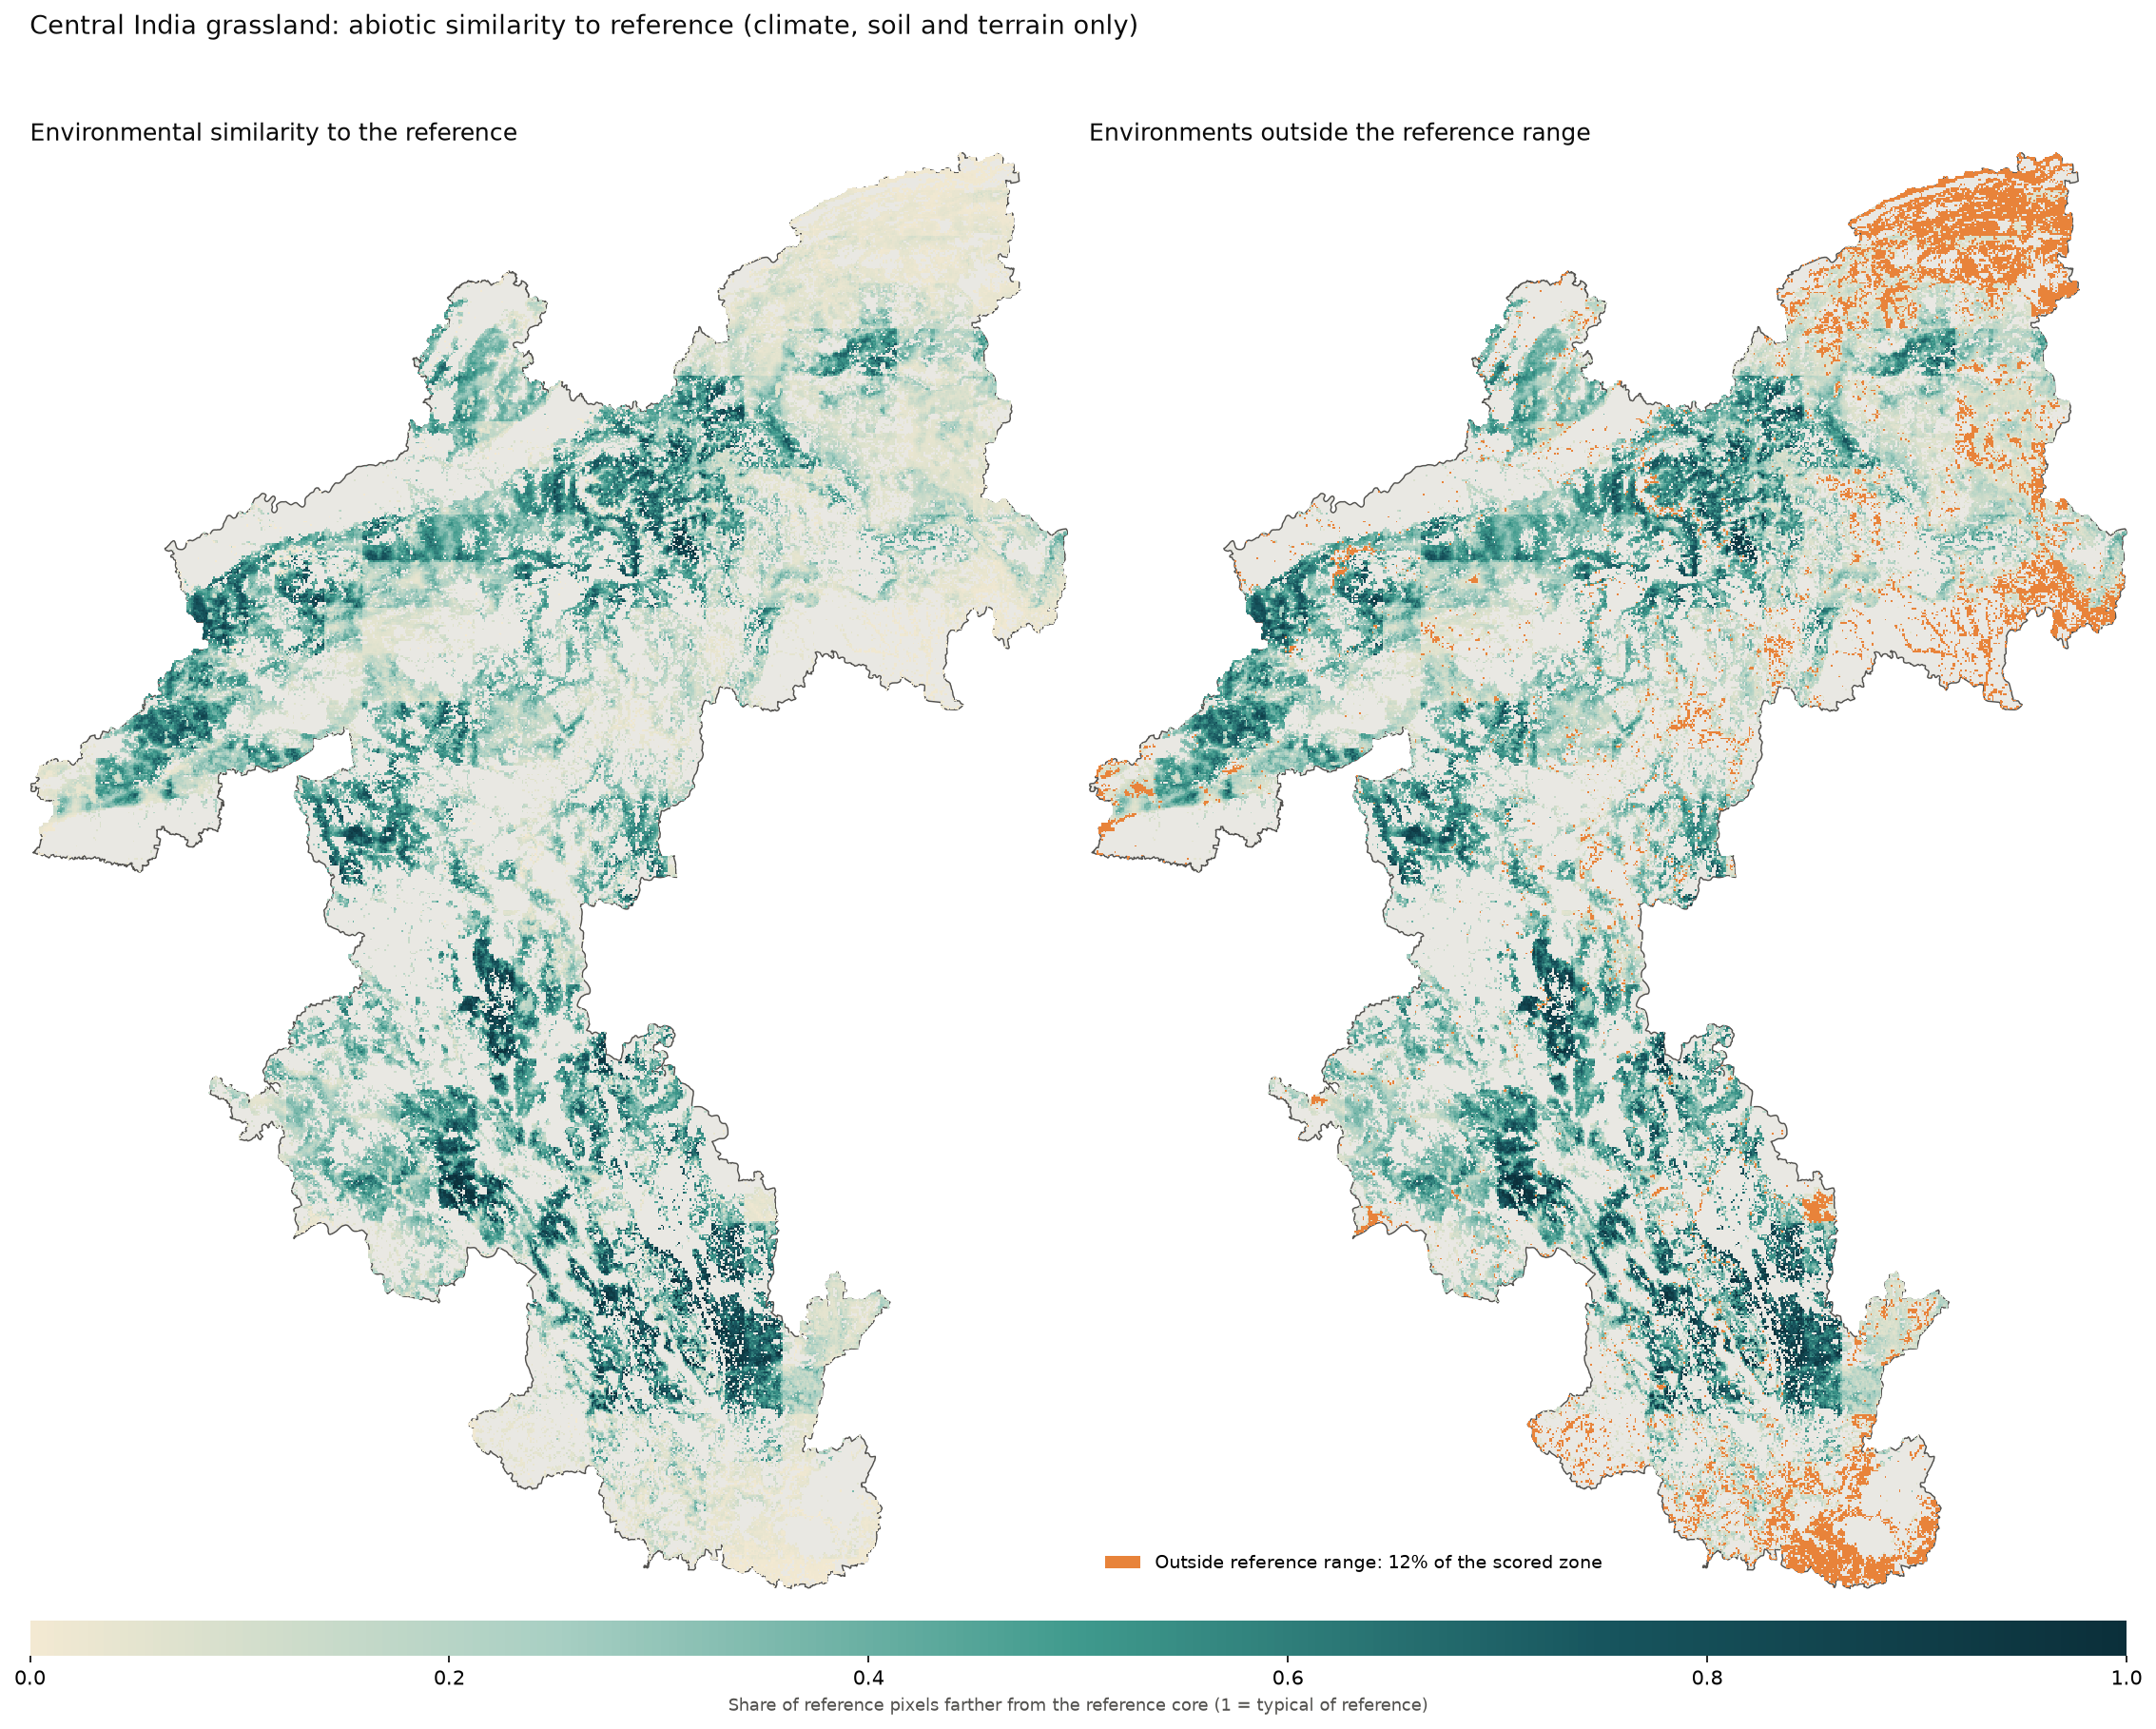 Central India grassland: abiotic similarity to reference (climate, soil and terrain only)
Environmental similarity to the reference
Environments outside the reference range
Outside reference range: 12% of the scored zone
0.0
0.2
0.4
0.6
0.8
1.0
Share of reference pixels farther from the reference core (1 = typical of reference)